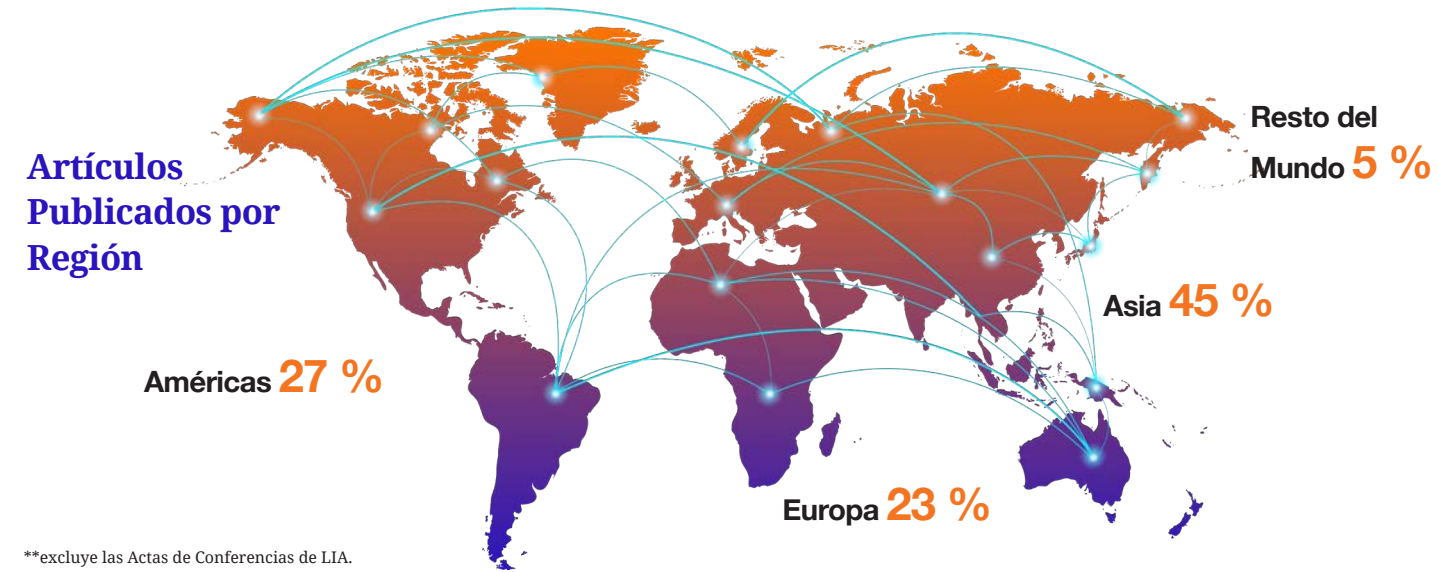 Artículos
Publicados por
Región
Resto del
Mundo 5 %
Asia 45 %
Américas 27 %
Europa 23 %
**excluye las Actas de Conferencias de LIA.